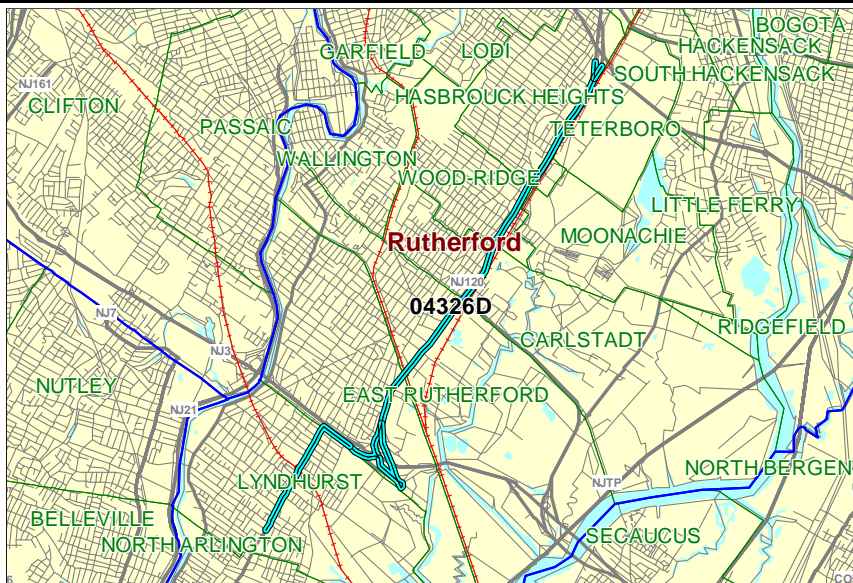 BOGOTA
GARFIELD
LODI
HACKENSACK
SOUTH HACKENSACK
NJ161
CLIFTON
HASBROUCK HEIGHTS
PASSAIC
TETERBORO
WALLINGTON
WOOD-RIDGE
LITTLE FERRY
Rutherford
MOONACHIE
NJ120
04326D
NJ7
RIDGEFIELD
CARLSTADT
NJ3
NUTLEY
EAST RUTHERFORD
NJ21
NORTH BERGEN
LYNDHURST
NJTP
BELLEVILLE
SECAUCUS
NORTH ARLINGTON
6